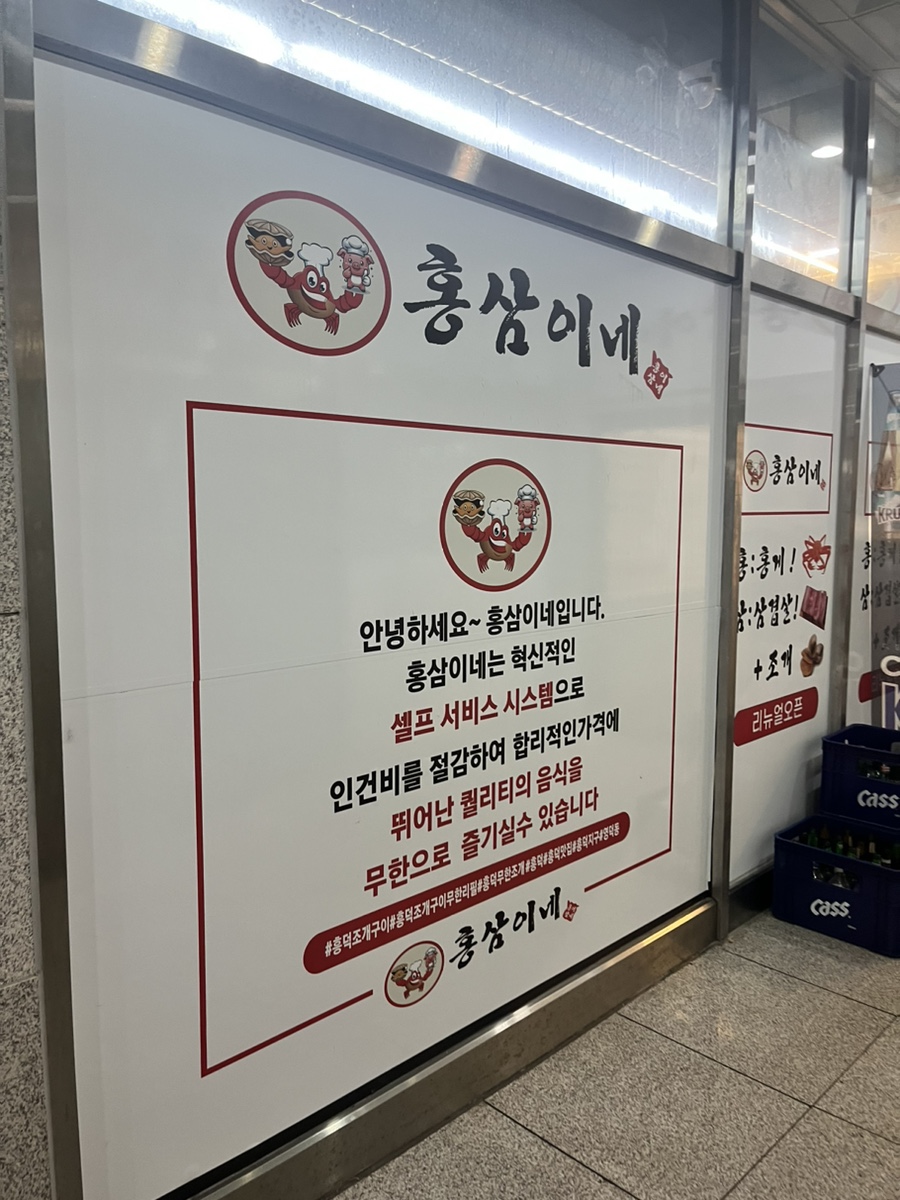 홍삼이네
안녕하세요~ 홍삼이네입니다.
홍삼이네는 혁신적인
셀프 서비스 시스템으로
인건비를 절감하여 합리적인가격에
뛰어난 퀄리티의 음식을
무한으로 즐기실수 있습니다
#흥덕조개구이#흥덕조개구이무한리필#흥덕무한조개#흥덕#흥덕맛집#흥덕지구#영덕동
홍삼이네
홍삼이네
홍:홍게!
삼:삼겹살!
+조개
리뉴얼오픈
Cass
Cass